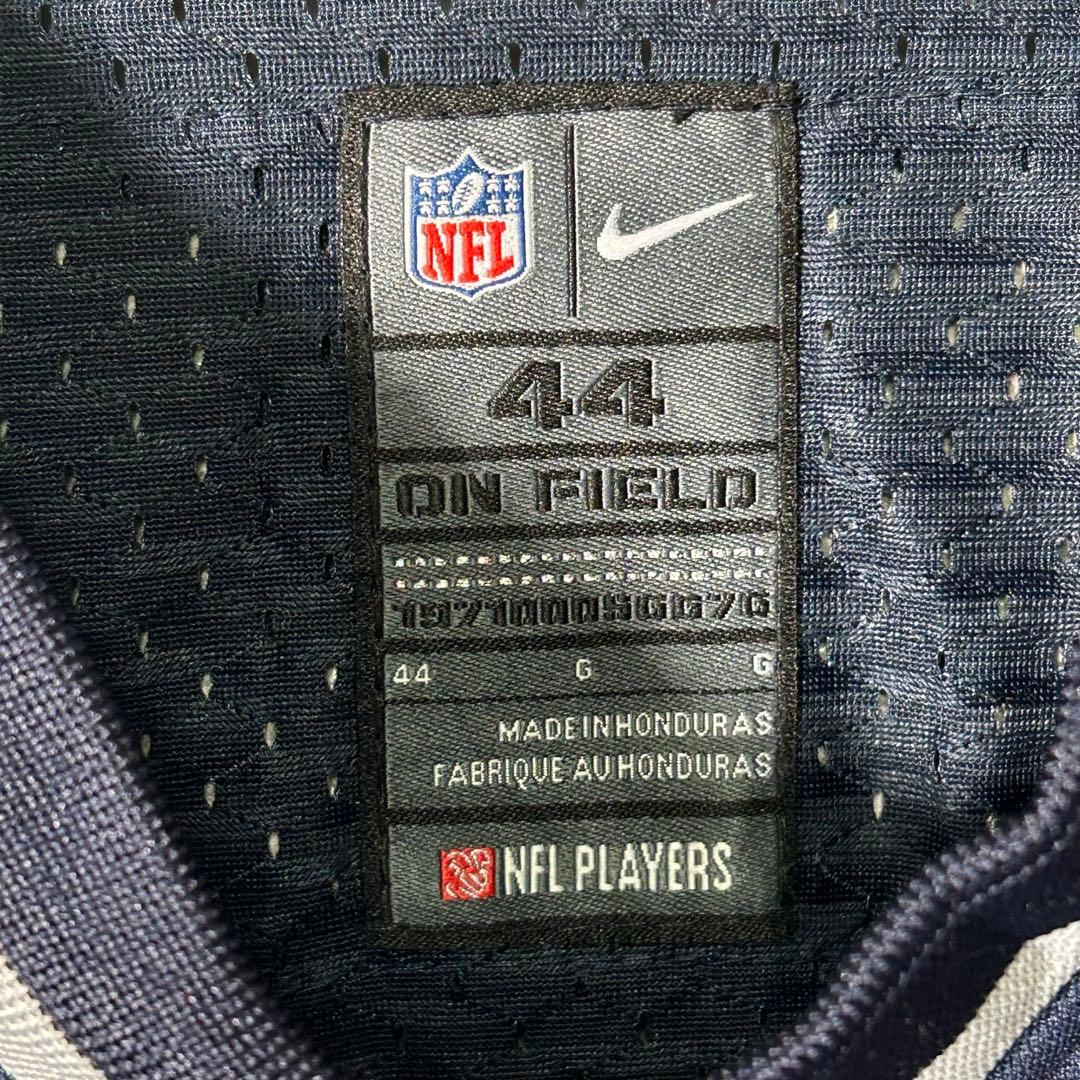 NFL
44
ON FIELD
44 G G
MADE IN HONDURAS
FABRIQUE AU HONDURAS
NFL PLAYERS